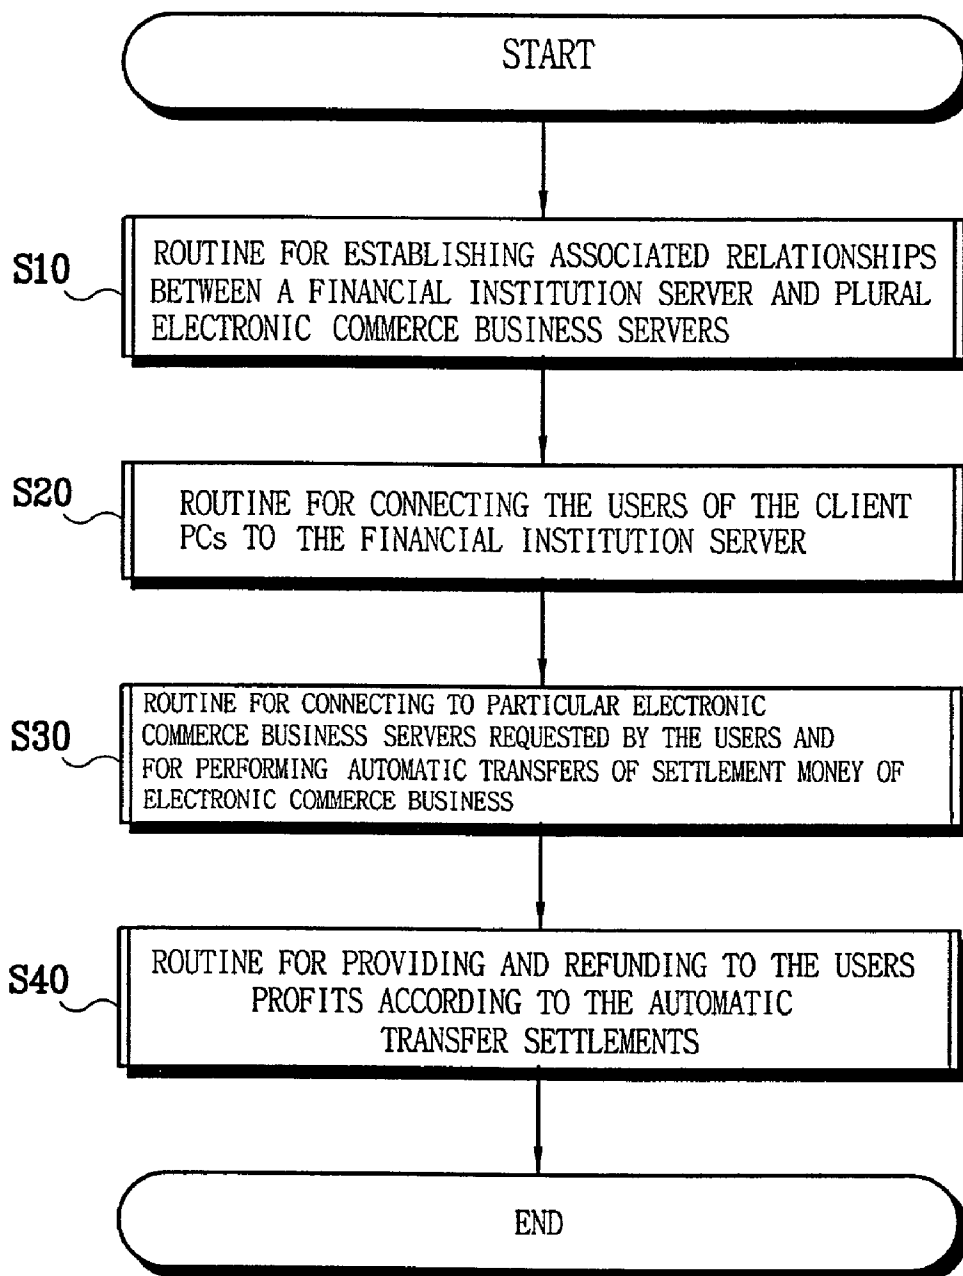 START
S10
ROUTINE FOR ESTABLISHING ASSOCIATED RELATIONSHIPS
BETWEEN A FINANCIAL INSTITUTION SERVER AND PLURAL
ELECTRONIC COMMERCE BUSINESS SERVERS
S20
ROUTINE FOR CONNECTING THE USERS OF THE CLIENT
PCs TO THE FINANCIAL INSTITUTION SERVER
S30
ROUTINE FOR CONNECTING TO PARTICULAR ELECTRONIC
COMMERCE BUSINESS SERVERS REQUESTED BY THE USERS AND
FOR PERFORMING AUTOMATIC TRANSFERS OF SETTLEMENT MONEY OF
ELECTRONIC COMMERCE BUSINESS
S40
ROUTINE FOR PROVIDING AND REFUNDING TO THE USERS
PROFITS ACCORDING TO THE AUTOMATIC
TRANSFER SETTLEMENTS
END